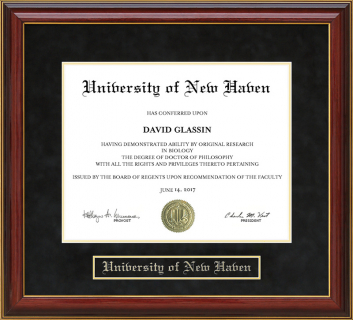 University of New Haven
HAS CONFERRED UPON
DAVID GLASSIN
HAVING DEMONSTRATED ABILITY BY ORIGINAL RESEARCH
IN BIOLOGY
THE DEGREE OF DOCTOR OF PHILOSOPHY
WITH ALL THE RIGHTS AND PRIVILEGES THERETO PERTAINING
ISSUED BY THE BOARD OF REGENTS UPON RECOMMENDATION OF THE FACULTY
JUNE 14, 2017
PROVOST
PRESIDENT
University of New Haven